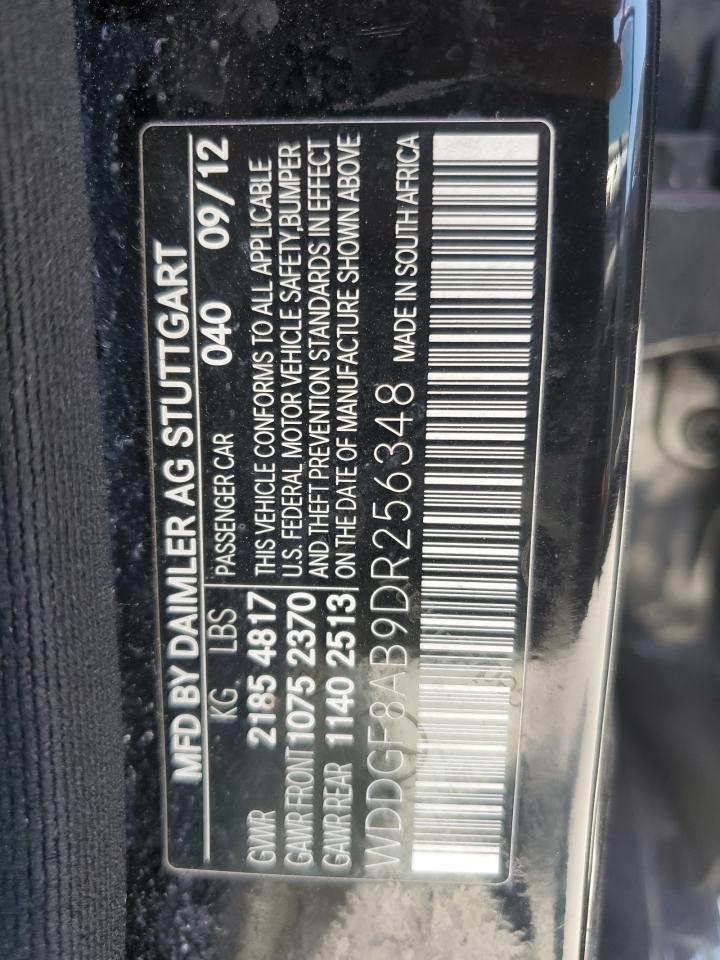 MFD BY DAIMLER AG STUTTGART
KG LBS PASSENGER CAR 040 09/12
GVWR 2185 4817 THIS VEHICLE CONFORMS TO ALL APPLICABLE
GAWR FRONT 1075 2370 U.S. FEDERAL MOTOR VEHICLE SAFETY,BUMPER
GAWR REAR 1140 2513 AND THEFT PREVENTION STANDARDS IN EFFECT
ON THE DATE OF MANUFACTURE SHOWN ABOVE
WDDGF8AB9DR256348 MADE IN SOUTH AFRICA